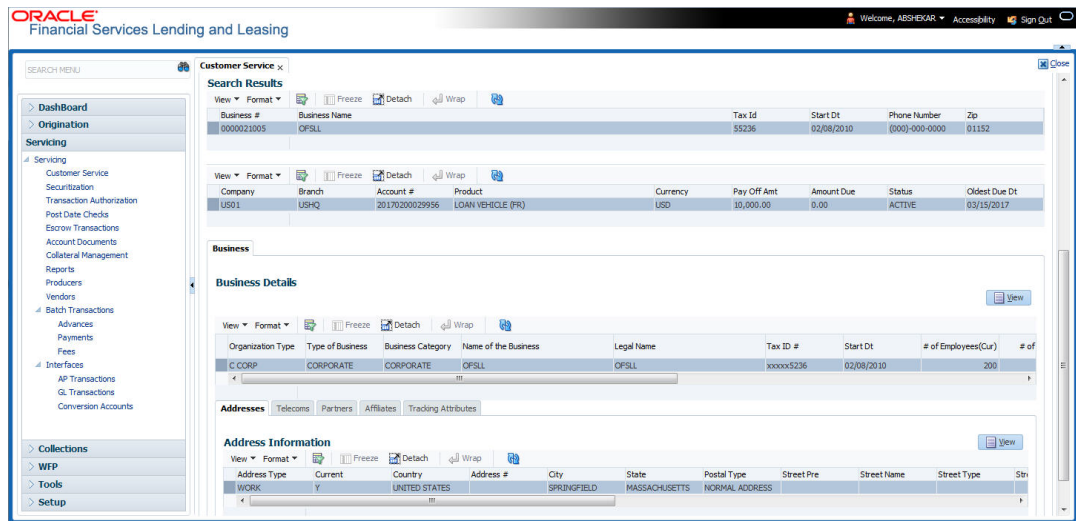 ORACLE
Financial Services Lending and Leasing
Welcome, ABSHEKAR Accessibility Sign Out
Close
SEARCH MENU
DashBoard
Origination
Servicing
Servicing
Customer Service
Securitization
Transaction Authorization
Post Date Checks
Escrow Transactions
Account Documents
Collateral Management
Reports
Producers
Vendors
Batch Transactions
Advances
Payments
Fees
Interfaces
AP Transactions
GL Transactions
Conversion Accounts
Collections
WFP
Tools
Setup
Customer Service
Search Results
View Format Freeze Detach Wrap
Business # Business Name Tax Id Start Dt Phone Number Zip
0000021005 OFSLL 55236 02/08/2010 (000)-000-0000 01152
View Format Freeze Detach Wrap
Company Branch Account # Product Currency Pay Off Amt Amount Due Status Oldest Due Dt
US01 USHQ 20170200029956 LOAN VEHICLE (FR) USD 10,000.00 0.00 ACTIVE 03/15/2017
Business
Business Details
View
View Format Freeze Detach Wrap
Organization Type Type of Business Business Category Name of the Business Legal Name Tax ID # Start Dt # of Employees(Cur) # of
C CORP CORPORATE CORPORATE OFSLL OFSLL xxxxx5236 02/08/2010 200
Addresses Telecoms Partners Affiliates Tracking Attributes
Address Information
View
View Format Freeze Detach Wrap
Address Type Current Country Address # City State Postal Type Street Pre Street Name Street Type Stre
WORK Y UNITED STATES SPRINGFIELD MASSACHUSETTS NORMAL ADDRESS